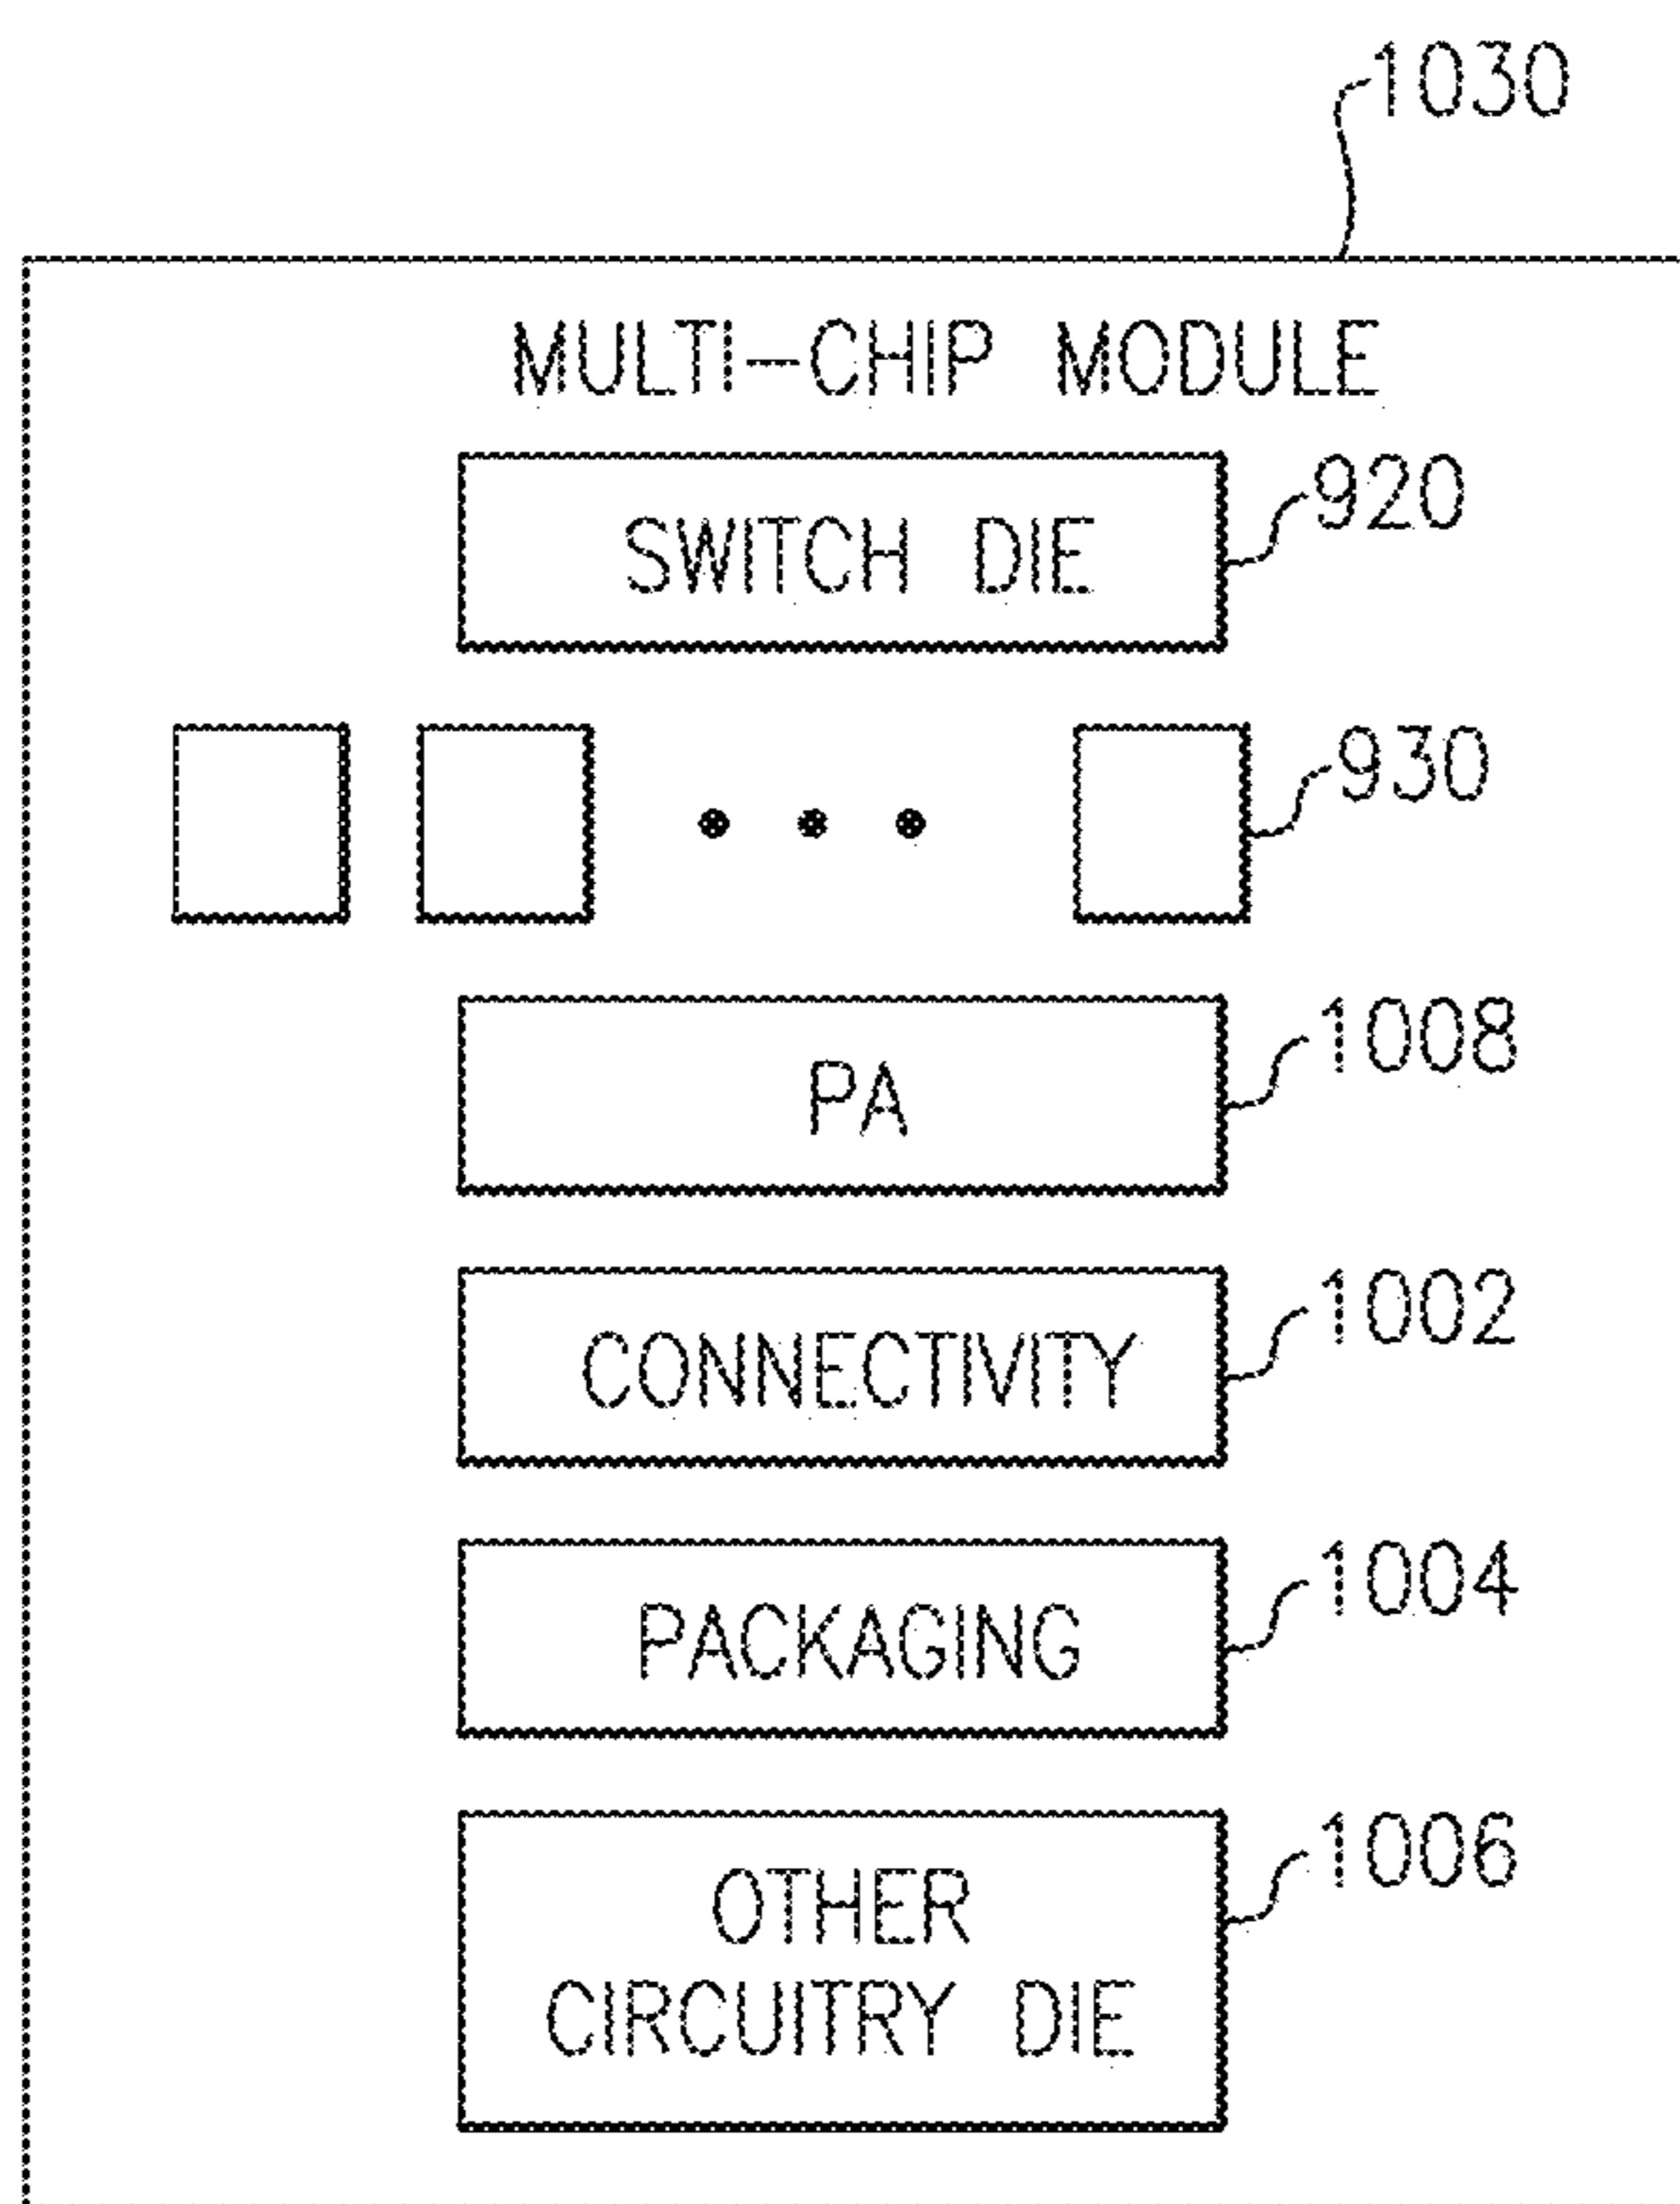 1030
MULTI-CHIP MODULE
920
SWITCH DIE
930
1008
PA
1002
CONNECTIVITY
1004
PACKAGING
1006
OTHER
CIRCUITRY DIE